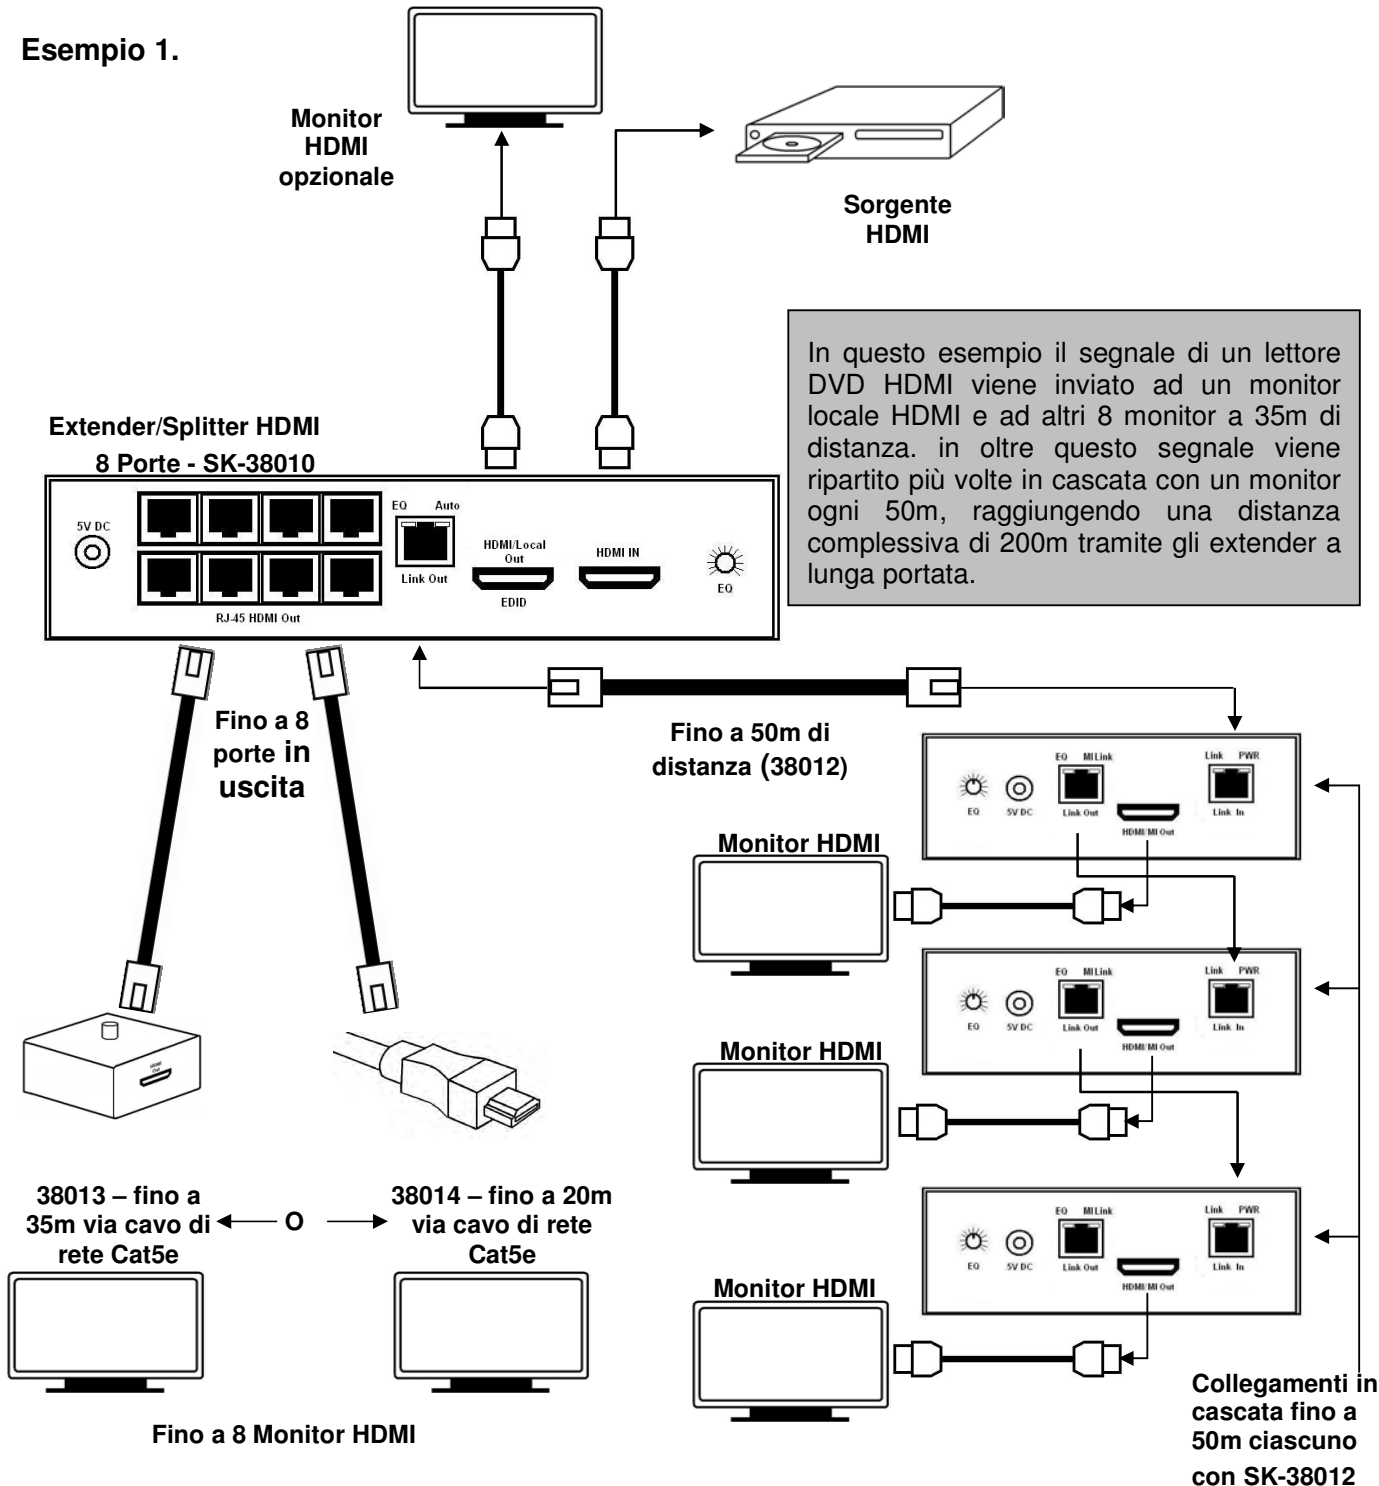 Esempio 1.
Monitor
HDMI
opzionale
Sorgente
HDMI
In questo esempio il segnale di un lettore
DVD HDMI viene inviato ad un monitor
locale HDMI e ad altri 8 monitor a 35m di
distanza. in oltre questo segnale viene
ripartito più volte in cascata con un monitor
ogni 50m, raggiungendo una distanza
complessiva di 200m tramite gli extender a
lunga portata.
Extender/Splitter HDMI
8 Porte - SK-38010
5V DC
RJ-45 HDMI Out
EQ Auto
Link Out
HDMI/Local
Out
EDID
HDMI IN
EQ
Fino a 8
porte in
uscita
Fino a 50m di
distanza (38012)
EQ
5V DC
EQ MI Link
Link Out
HDMI/MI Out
Link PWR
Link In
Monitor HDMI
EQ
5V DC
EQ MI Link
Link Out
HDMI/MI Out
Link PWR
Link In
Monitor HDMI
EQ
5V DC
EQ MI Link
Link Out
HDMI/MI Out
Link PWR
Link In
Monitor HDMI
HDMI
Out
38013 – fino a
35m via cavo di
rete Cat5e
O
38014 – fino a 20m
via cavo di rete
Cat5e
Fino a 8 Monitor HDMI
Collegamenti in
cascata fino a
50m ciascuno
con SK-38012